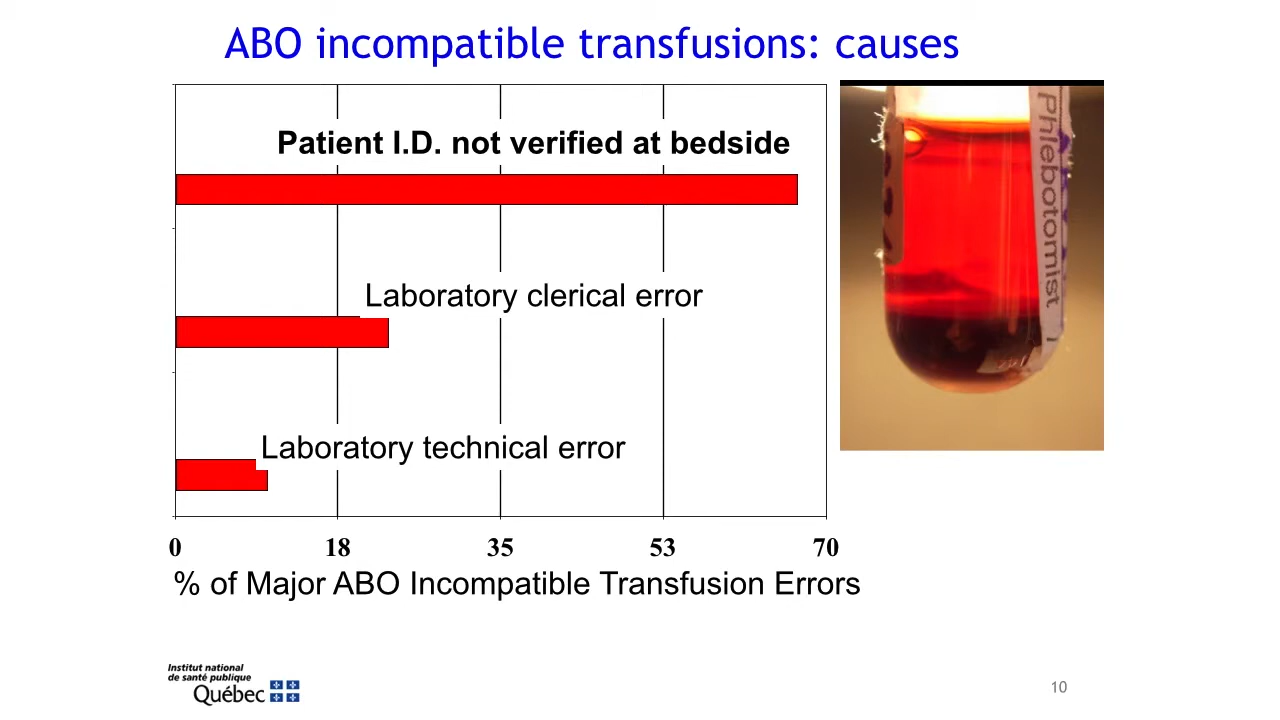 ABO incompatible transfusions: causes
Patient I.D. not verified at bedside
Laboratory clerical error
Laboratory technical error
0 18 35 53 70
% of Major ABO Incompatible Transfusion Errors
Phlebotomist
Institut national
de santé publique
Québec
10